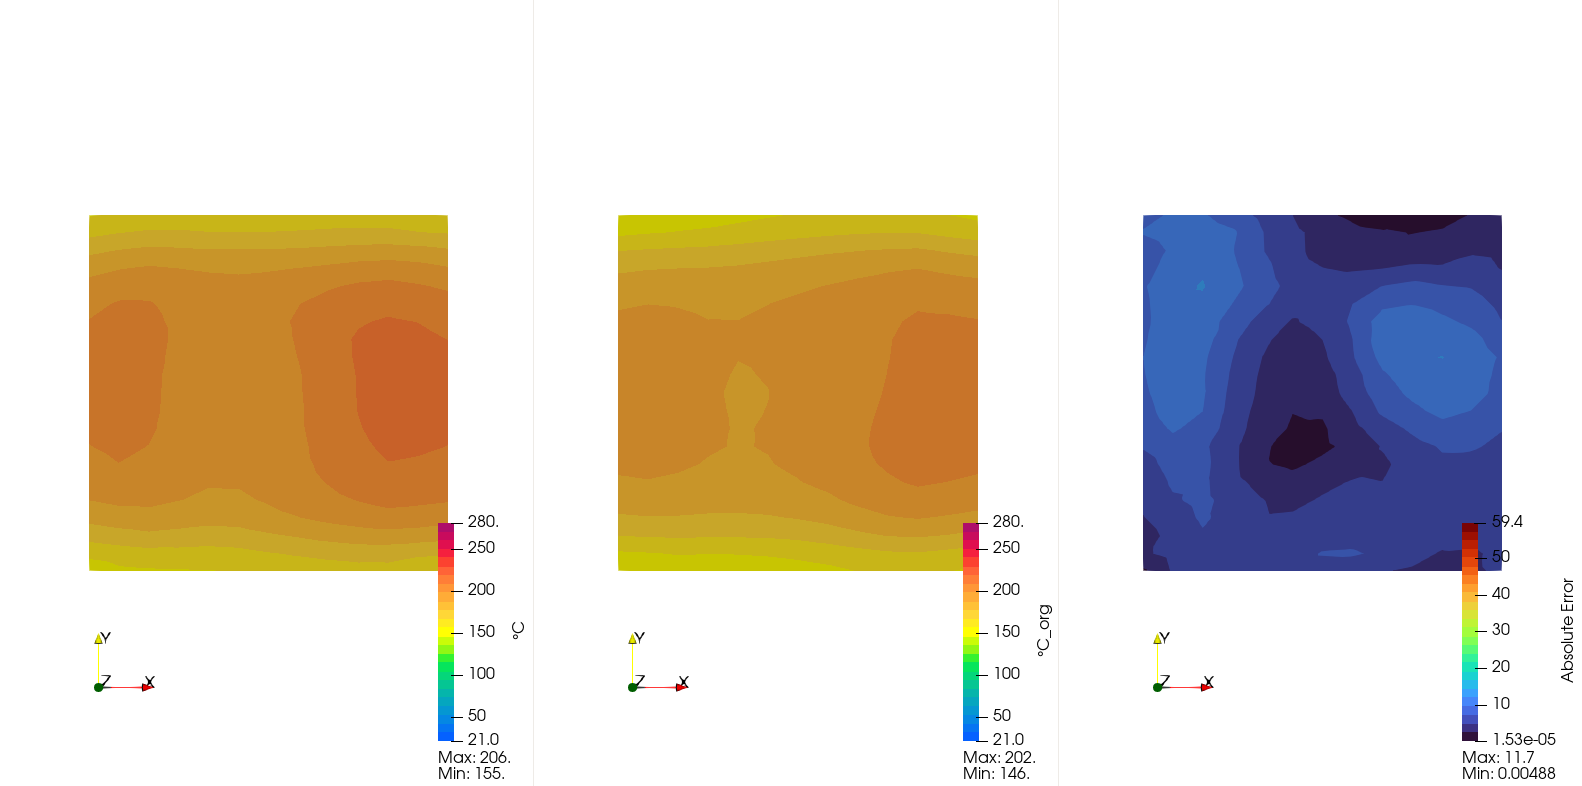 280.
250
200
150
100
50
21.0
°C
Max: 206.
Min: 155.
Y
Z
X
280.
250
200
150
100
50
21.0
°C_org
Max: 202.
Min: 146.
Y
Z
X
59.4
50
40
30
20
10
1.53e-05
Absolute Error
Max: 11.7
Min: 0.00488
Y
Z
X